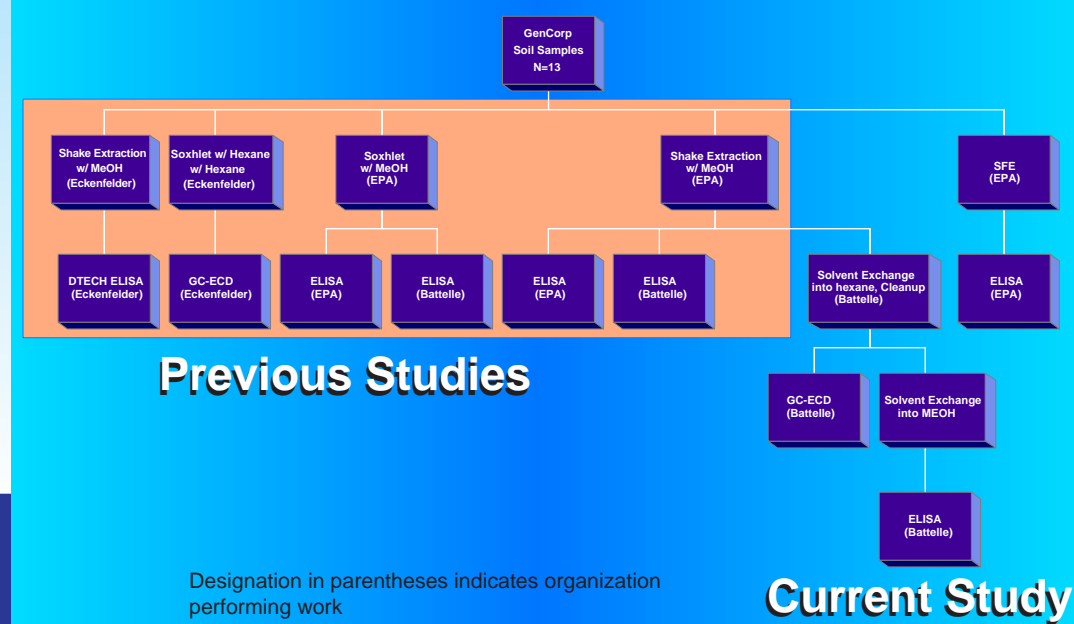 GenCorp
Soil Samples
N=13
Shake Extraction
w/ MeOH
(Eckenfelder)
Soxhlet w/ Hexane
w/ Hexane
(Eckenfelder)
Soxhlet
w/ MeOH
(EPA)
Shake Extraction
w/ MeOH
(EPA)
SFE
(EPA)
DTECH ELISA
(Eckenfelder)
GC-ECD
(Eckenfelder)
ELISA
(EPA)
ELISA
(Battelle)
ELISA
(EPA)
ELISA
(Battelle)
Solvent Exchange
into hexane, Cleanup
(Battelle)
ELISA
(EPA)
Previous Studies
GC-ECD
(Battelle)
Solvent Exchange
into MEOH
ELISA
(Battelle)
Designation in parentheses indicates organization
performing work
Current Study